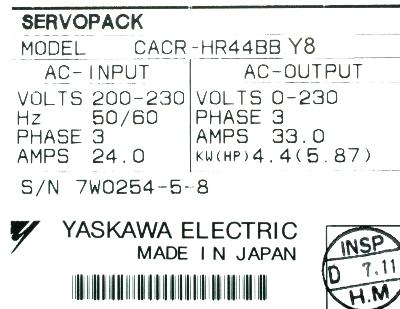 SERVOPACK
MODEL CACR-HR44BB Y8
AC-INPUT AC-OUTPUT
VOLTS 200-230 VOLTS 0-230
Hz 50/60 PHASE 3
PHASE 3 AMPS 33.0
AMPS 24.0 KW(HP) 4.4(5.87)
S/N 7W0254-5-8
YASKAWA ELECTRIC
MADE IN JAPAN
INSP
D 7.11
H.M